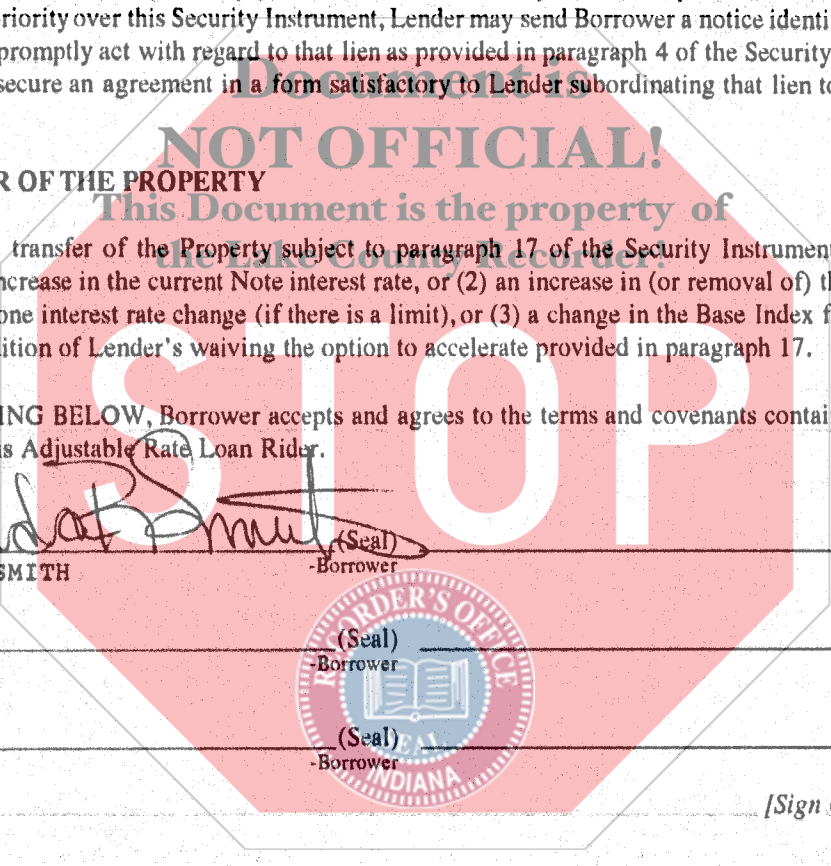 riority over this Security Instrument, Lender may send Borrower a notice identi
promptly act with regard to that lien as provided in paragraph 4 of the Security
secure an agreement in a form satisfactory to Lender subordinating that lien to
Document is
NOT OFFICIAL!
R OF THE PROPERTY
This Document is the property of
the Lake County Recorder!
transfer of the Property subject to paragraph 17 of the Security Instrument
ncrease in the current Note interest rate, or (2) an increase in (or removal of) th
one interest rate change (if there is a limit), or (3) a change in the Base Index f
ition of Lender's waiving the option to accelerate provided in paragraph 17.
STOP
ING BELOW, Borrower accepts and agrees to the terms and covenants contai
is Adjustable Rate Loan Rider.
Smith (Seal)
SMITH -Borrower
RECORDER'S OFFICE
(Seal)
-Borrower
(Seal)
SEAL
-Borrower
INDIANA
[Sign